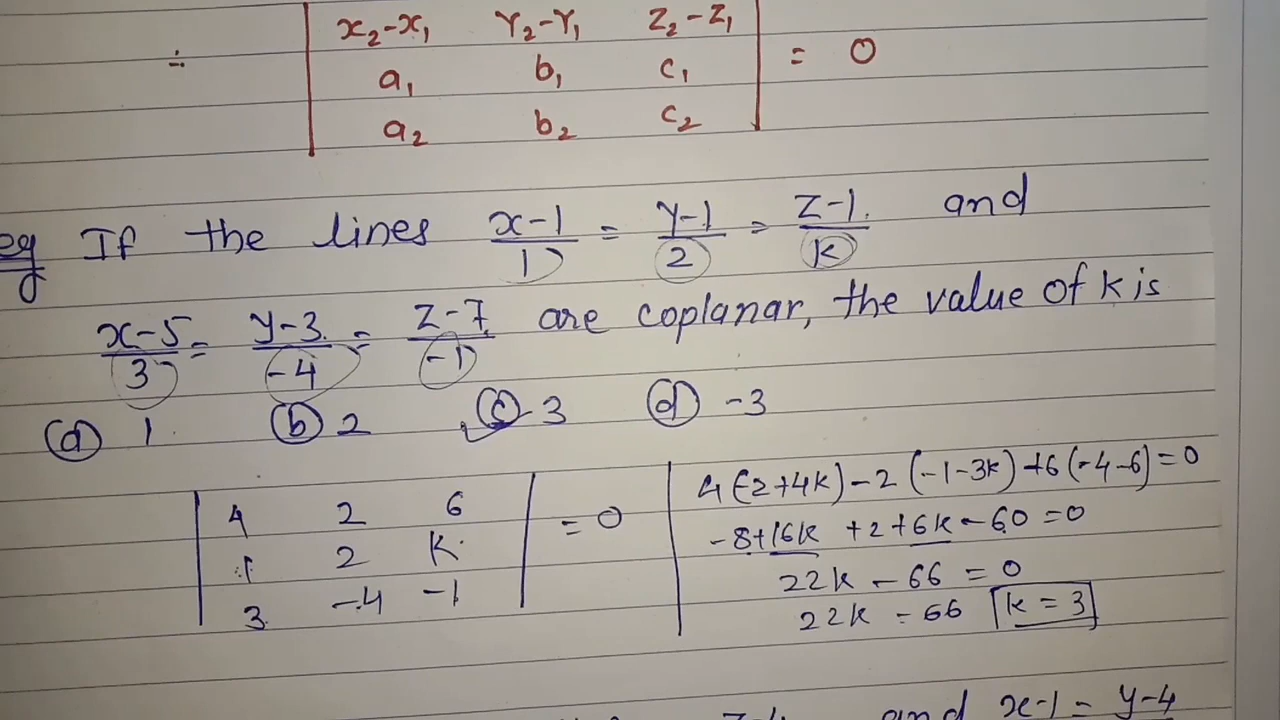 ÷ | x₂-x₁ Y₂-Y₁ Z₂-Z₁ |
| a₁ b₁ c₁ | = 0
| a₂ b₂ c₂ |
eg If the lines (x-1)/1 = (y-1)/2 = (z-1)/k and
(x-5)/3 = (y-3)/-4 = (z-7)/-1 are coplanar, the value of k is
(a) 1 (b) 2 (c) 3 (d) -3
| 4 2 6 |
| 1 2 k | = 0
| 3 -4 -1 |
4(-2+4k)-2(-1-3k)+6(-4-6)=0
-8+16k+2+6k-60=0
22k-66=0
22k=66 k=3
and x-1 = y-4